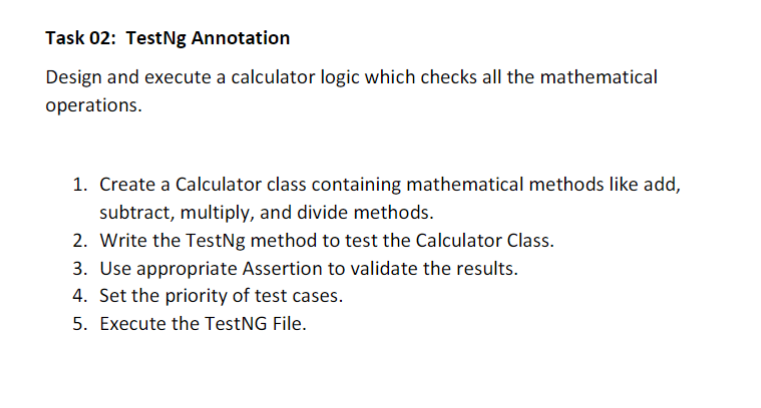 Task 02: TestNg Annotation
Design and execute a calculator logic which checks all the mathematical
operations.
1. Create a Calculator class containing mathematical methods like add,
subtract, multiply, and divide methods.
2. Write the TestNg method to test the Calculator Class.
3. Use appropriate Assertion to validate the results.
4. Set the priority of test cases.
5. Execute the TestNG File.